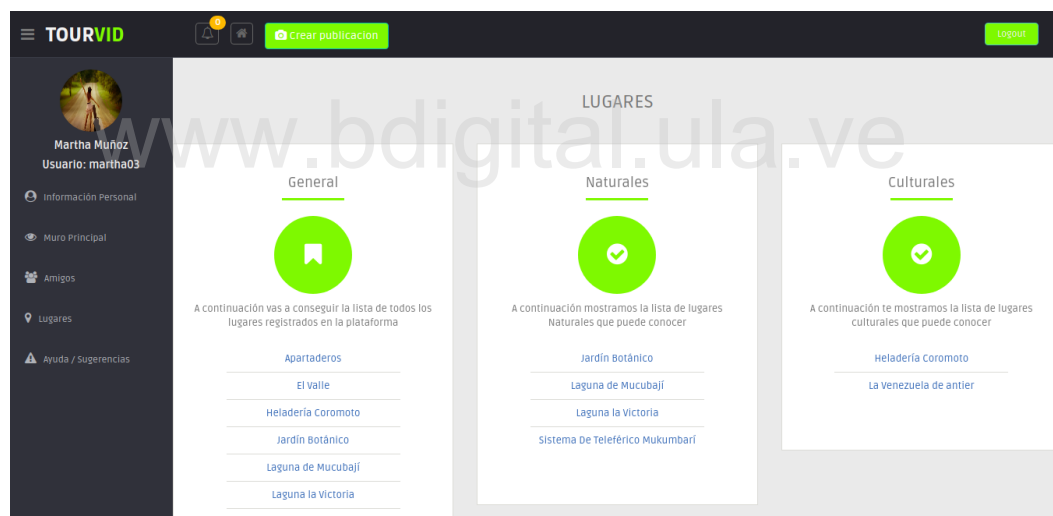 TOURVID
0
Crear publicacion
Logout
www.bdigital.ula.ve
Martha Muñoz
Usuario: martha03
Información Personal
Muro Principal
Amigos
Lugares
Ayuda / Sugerencias
LUGARES
General
A continuación vas a conseguir la lista de todos los
lugares registrados en la plataforma
Apartaderos
El Valle
Heladería Coromoto
Jardín Botánico
Laguna de Mucubají
Laguna la Victoria
Naturales
A continuación mostramos la lista de lugares
Naturales que puede conocer
Jardín Botánico
Laguna de Mucubají
Laguna la Victoria
Sistema De Teleférico Mukumbarí
Culturales
A continuación te mostramos la lista de lugares
culturales que puede conocer
Heladería Coromoto
La Venezuela de antier